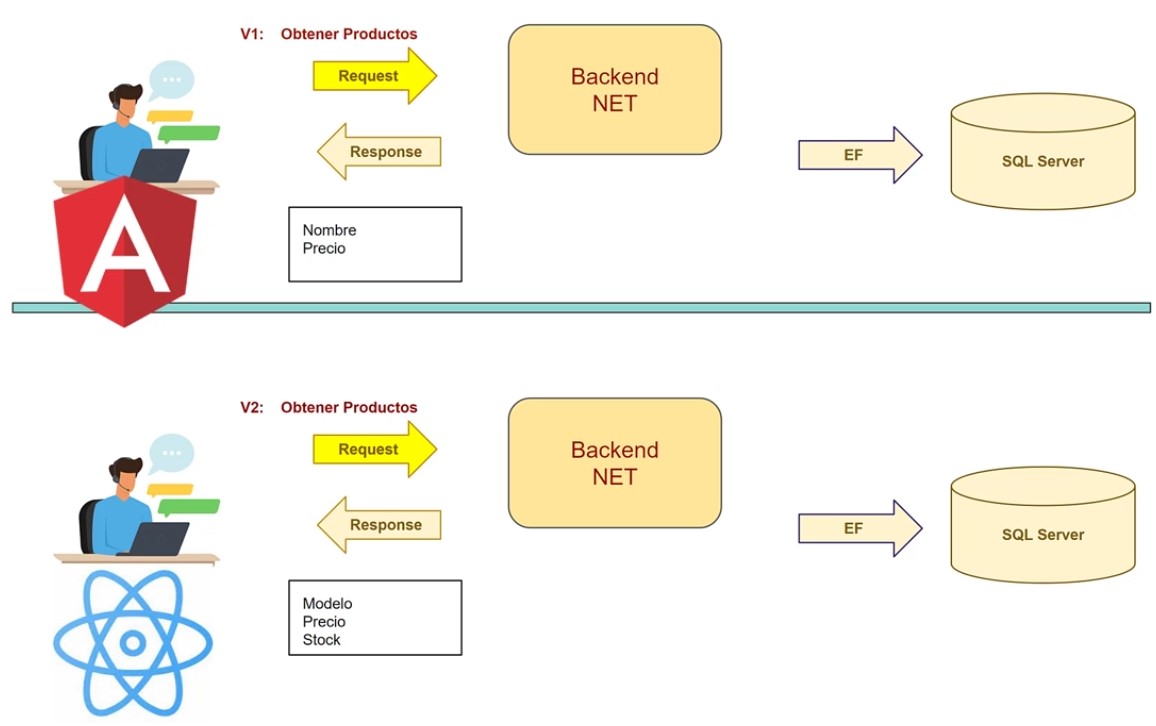 V1: Obtener Productos
Request
Backend
NET
Response
EF
SQL Server
Nombre
Precio
V2: Obtener Productos
Request
Backend
NET
Response
EF
SQL Server
Modelo
Precio
Stock